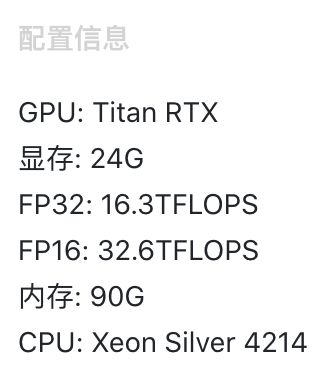 配置信息
GPU: Titan RTX
显存: 24G
FP32: 16.3TFLOPS
FP16: 32.6TFLOPS
内存: 90G
CPU: Xeon Silver 4214